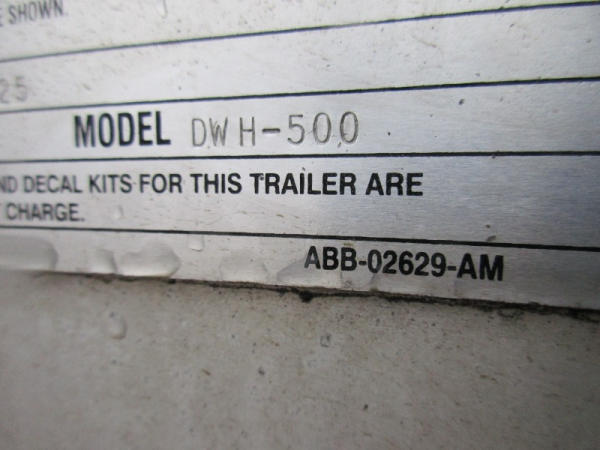 E SHOWN.
25
MODEL DWH-500
ND DECAL KITS FOR THIS TRAILER ARE
CHARGE.
ABB-02629-AM